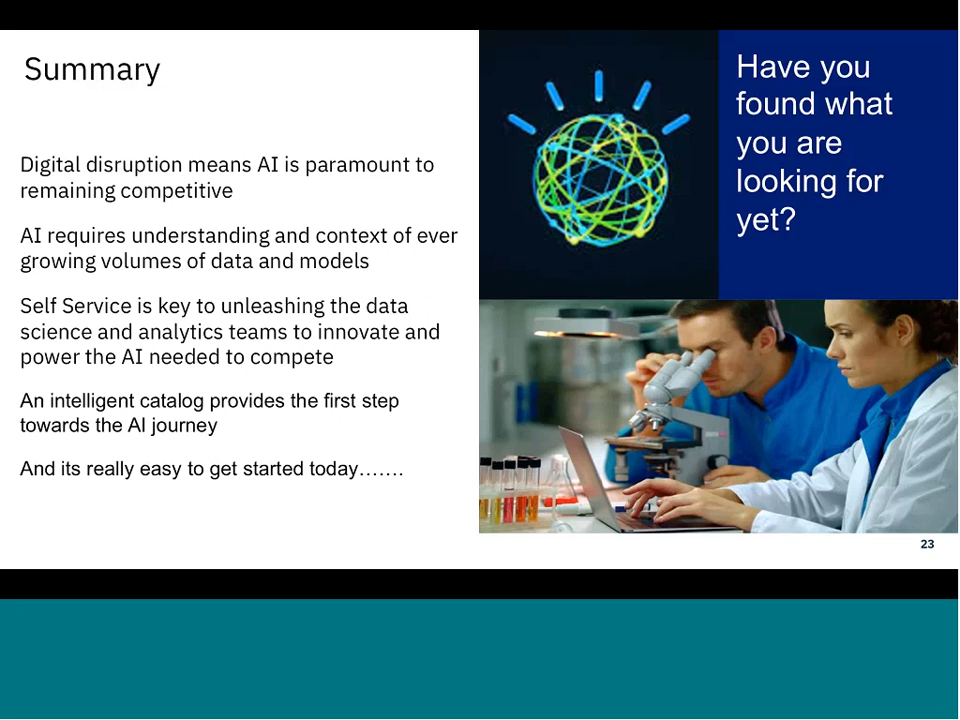 Summary
Digital disruption means AI is paramount to
remaining competitive
AI requires understanding and context of ever
growing volumes of data and models
Self Service is key to unleashing the data
science and analytics teams to innovate and
power the AI needed to compete
An intelligent catalog provides the first step
towards the AI journey
And its really easy to get started today…….
Have you
found what
you are
looking for
yet?
23